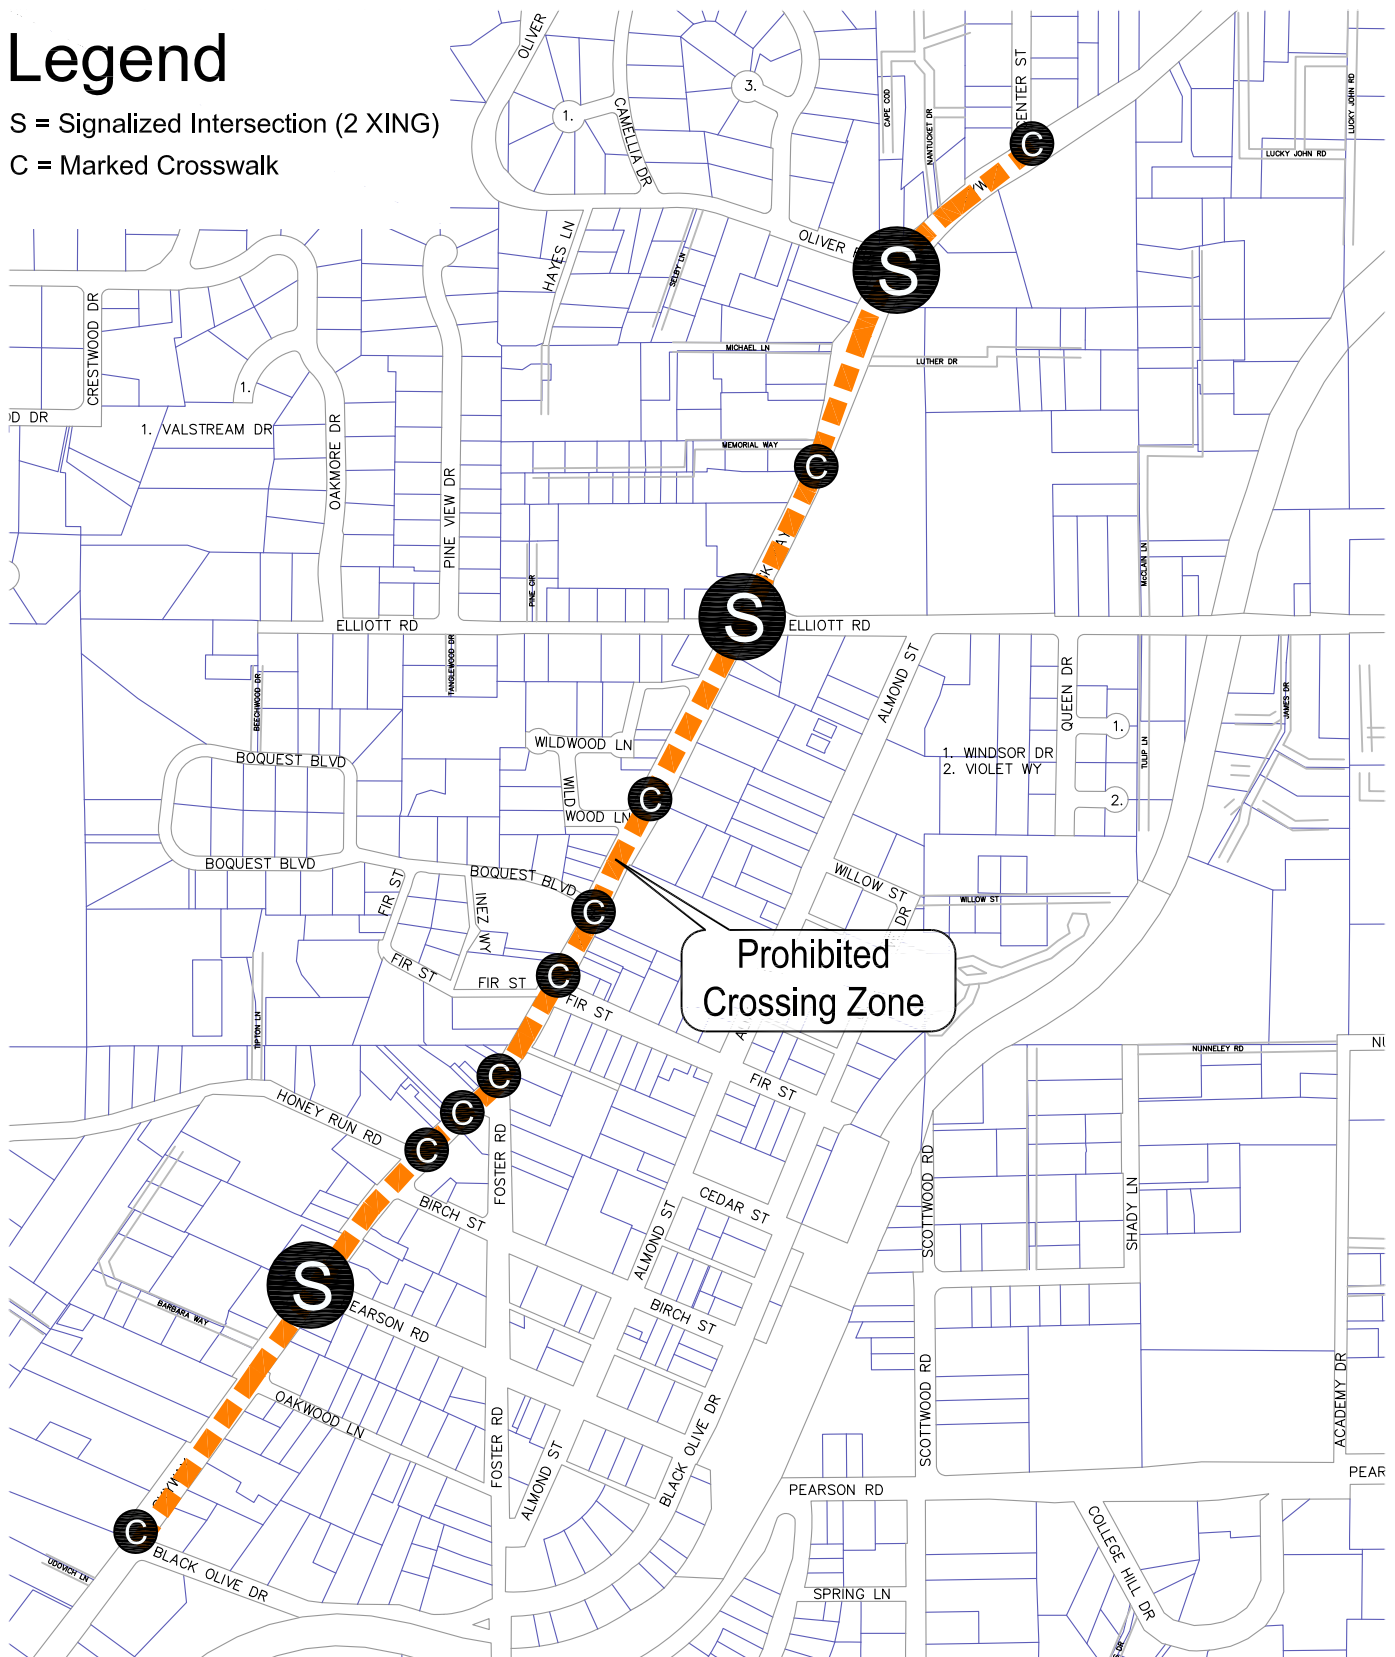 Legend
S = Signalized Intersection (2 XING)
C = Marked Crosswalk
OLIVER
1.
3.
CAMELLIA DR
CAPE COD
NANTUCKET DR
CENTER ST
C
LUCKY JOHN RD
LUCKY JOHN RD
HAYES LN
SELBY LN
OLIVER
S
CRESTWOOD DR
MICHAEL LN
LUTHER DR
1.
OD DR
1. VALSTREAM DR
OAKMORE DR
PINE VIEW DR
MEMORIAL WAY
C
PINE CIR
McCLAIN LN
ELLIOTT RD
S
ELLIOTT RD
BEECHWOOD DR
TANGLEWOOD DR
ALMOND ST
QUEEN DR
JAMES DR
TULIP LN
1.
WILDWOOD LN
BOQUEST BLVD
1. WINDSOR DR
2. VIOLET WY
2.
WILD
WOOD LN
C
BOQUEST BLVD
BOQUEST BLVD
FIR ST
INEZ WY
WILLOW ST
WILLOW ST
DR
C
Prohibited
Crossing Zone
FIR ST
FIR ST
C
FIR ST
TIPTON LN
NUNNELEY RD
NU
C
FIR ST
HONEY RUN RD
C
C
FOSTER RD
BIRCH ST
CEDAR ST
ALMOND ST
SCOTTWOOD RD
SHADY LN
S
EARSON RD
BARBARA WAY
BIRCH ST
OAKWOOD LN
FOSTER RD
ALMOND ST
BLACK OLIVE DR
SCOTTWOOD RD
ACADEMY DR
PEARSON RD
PEAR
C
BLACK OLIVE DR
UDOVICH LN
COLLEGE HILL DR
SPRING LN